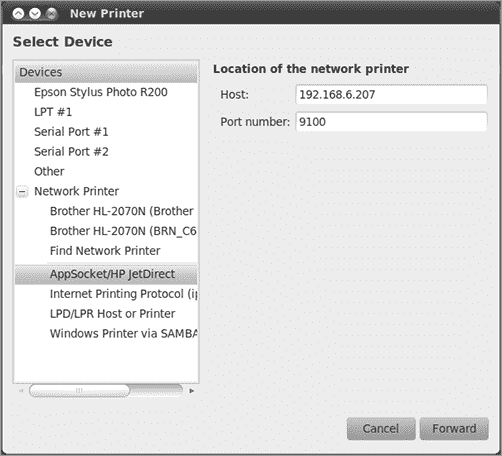 New Printer
Select Device
Devices
Epson Stylus Photo R200
LPT #1
Serial Port #1
Serial Port #2
Other
Network Printer
Brother HL-2070N (Brother
Brother HL-2070N (BRN_C6
Find Network Printer
AppSocket/HP JetDirect
Internet Printing Protocol (ip
LPD/LPR Host or Printer
Windows Printer via SAMBA
Location of the network printer
Host: 192.168.6.207
Port number: 9100
Cancel Forward